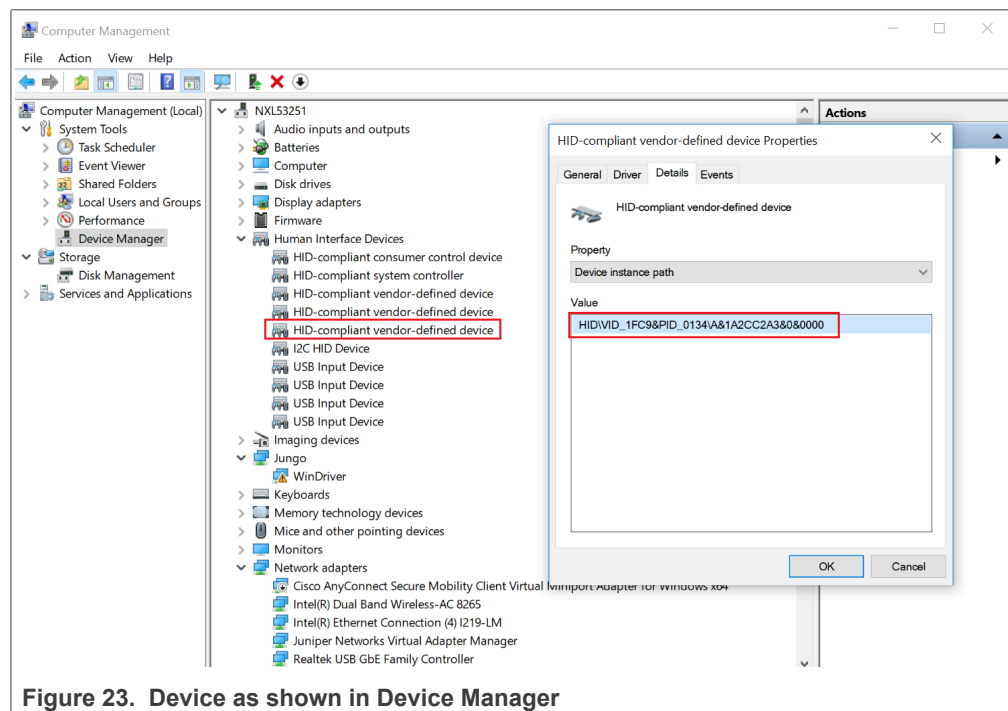 Computer Management
File Action View Help
Computer Management (Local)
System Tools
Task Scheduler
Event Viewer
Shared Folders
Local Users and Groups
Performance
Device Manager
Storage
Disk Management
Services and Applications
NXL53251
Audio inputs and outputs
Batteries
Computer
Disk drives
Display adapters
Firmware
Human Interface Devices
HID-compliant consumer control device
HID-compliant system controller
HID-compliant vendor-defined device
HID-compliant vendor-defined device
HID-compliant vendor-defined device
I2C HID Device
USB Input Device
USB Input Device
USB Input Device
USB Input Device
Imaging devices
Jungo
WinDriver
Keyboards
Memory technology devices
Mice and other pointing devices
Monitors
Network adapters
Cisco AnyConnect Secure Mobility Client Virtual Miniport Adapter for Windows x64
Intel(R) Dual Band Wireless-AC 8265
Intel(R) Ethernet Connection (4) I219-LM
Juniper Networks Virtual Adapter Manager
Realtek USB GbE Family Controller
Actions
HID-compliant vendor-defined device Properties
General Driver Details Events
HID-compliant vendor-defined device
Property
Device instance path
Value
HID\VID_1FC9&PID_0134\A&1A2CC2A3&0&0000
OK Cancel
Figure 23. Device as shown in Device Manager